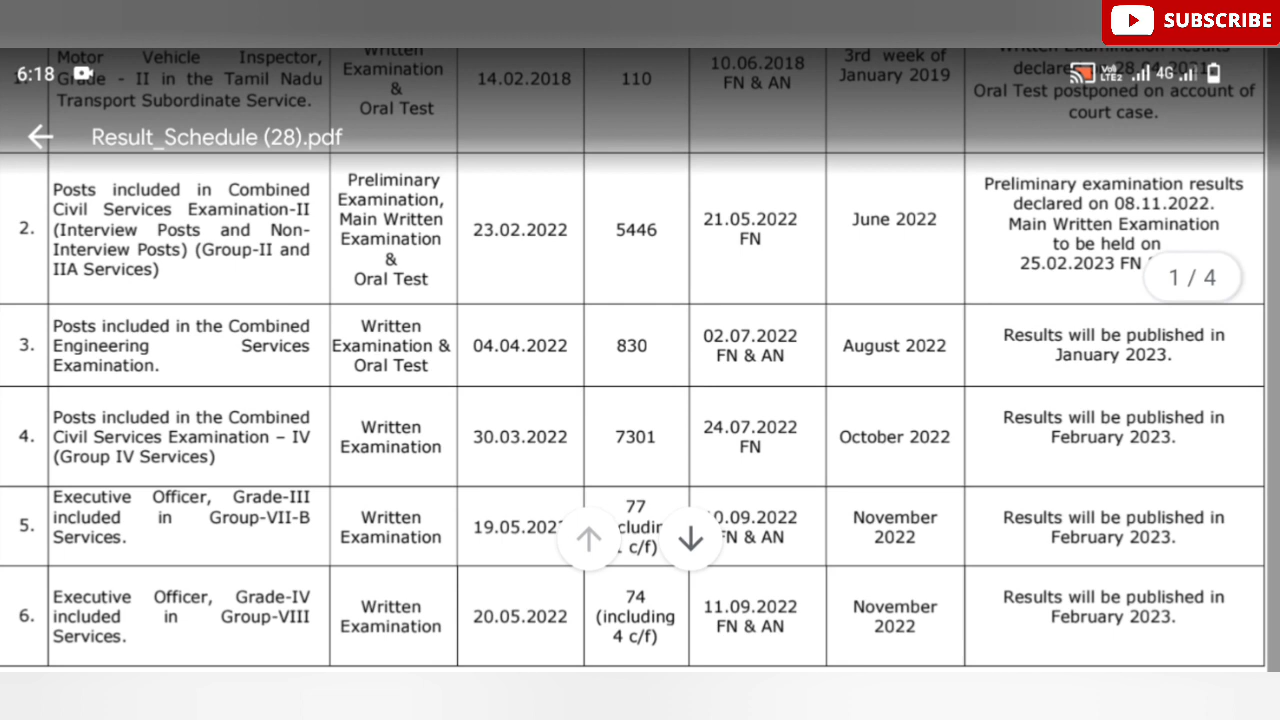 SUBSCRIBE
6:18
4G
Result_Schedule (28).pdf
Motor Vehicle Inspector,
Grade - II in the Tamil Nadu
Transport Subordinate Service.
Written
Examination
&
Oral Test
14.02.2018
110
10.06.2018
FN & AN
3rd week of
January 2019
Written Examination Results
Oral Test postponed on account of
court case.
2.
Posts included in Combined
Civil Services Examination-II
(Interview Posts and Non-
Interview Posts) (Group-II and
IIA Services)
Preliminary
Examination,
Main Written
Examination
&
Oral Test
23.02.2022
5446
21.05.2022
FN
June 2022
Preliminary examination results
declared on 08.11.2022.
Main Written Examination
to be held on
25.02.2023 FN
1 / 4
3.
Posts included in the Combined
Engineering Services
Examination.
Written
Examination &
Oral Test
04.04.2022
830
02.07.2022
FN & AN
August 2022
Results will be published in
January 2023.
4.
Posts included in the Combined
Civil Services Examination – IV
(Group IV Services)
Written
Examination
30.03.2022
7301
24.07.2022
FN
October 2022
Results will be published in
February 2023.
5.
Executive Officer, Grade-III
included in Group-VII-B
Services.
Written
Examination
77
c/f)
FN & AN
November
2022
Results will be published in
February 2023.
6.
Executive Officer, Grade-IV
included in Group-VIII
Services.
Written
Examination
20.05.2022
74
(including
4 c/f)
11.09.2022
FN & AN
November
2022
Results will be published in
February 2023.